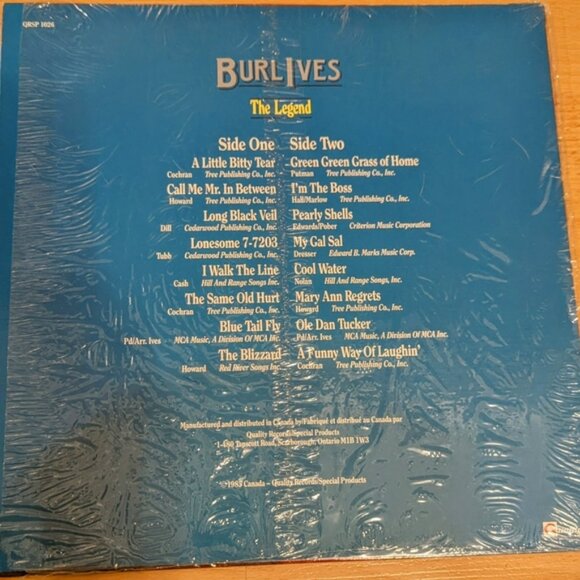 QRSP 1026
BURL IVES
The Legend
Side One
A Little Bitty Tear
Cochran Tree Publishing Co., Inc.
Call Me Mr. In Between
Howard Tree Publishing Co., Inc.
Long Black Veil
Dill Cedarwood Publishing Co., Inc.
Lonesome 7-7203
Tubb Cedarwood Publishing Co., Inc.
I Walk The Line
Cash Hill And Range Songs Inc.
The Same Old Hurt
Cochran Tree Publishing Co., Inc.
Blue Tail Fly
Pd/Arr. Ives MCA Music, A Division Of MCA Inc.
The Blizzard
Howard Red River Songs Inc.
Side Two
Green Green Grass of Home
Putman Tree Publishing Co., Inc.
I'm The Boss
Hall/Marlow Tree Publishing Co., Inc.
Pearly Shells
Edwards/Pober Criterion Music Corporation
My Gal Sal
Dresser Edward B. Marks Music Corp.
Cool Water
Nolan Hill And Range Songs, Inc.
Mary Ann Regrets
Howard Tree Publishing Co., Inc.
Ole Dan Tucker
Pd/Arr. Ives MCA Music, A Division Of MCA Inc.
A Funny Way Of Laughin'
Cochran Tree Publishing Co., Inc.
Manufactured and distributed in Canada by/Fabriqué et distribué au Canada par
Quality Records/Special Products
1-480 Tapscott Road, Scarborough, Ontario M1B 1W3
© 1983 Canada – Quality Records/Special Products